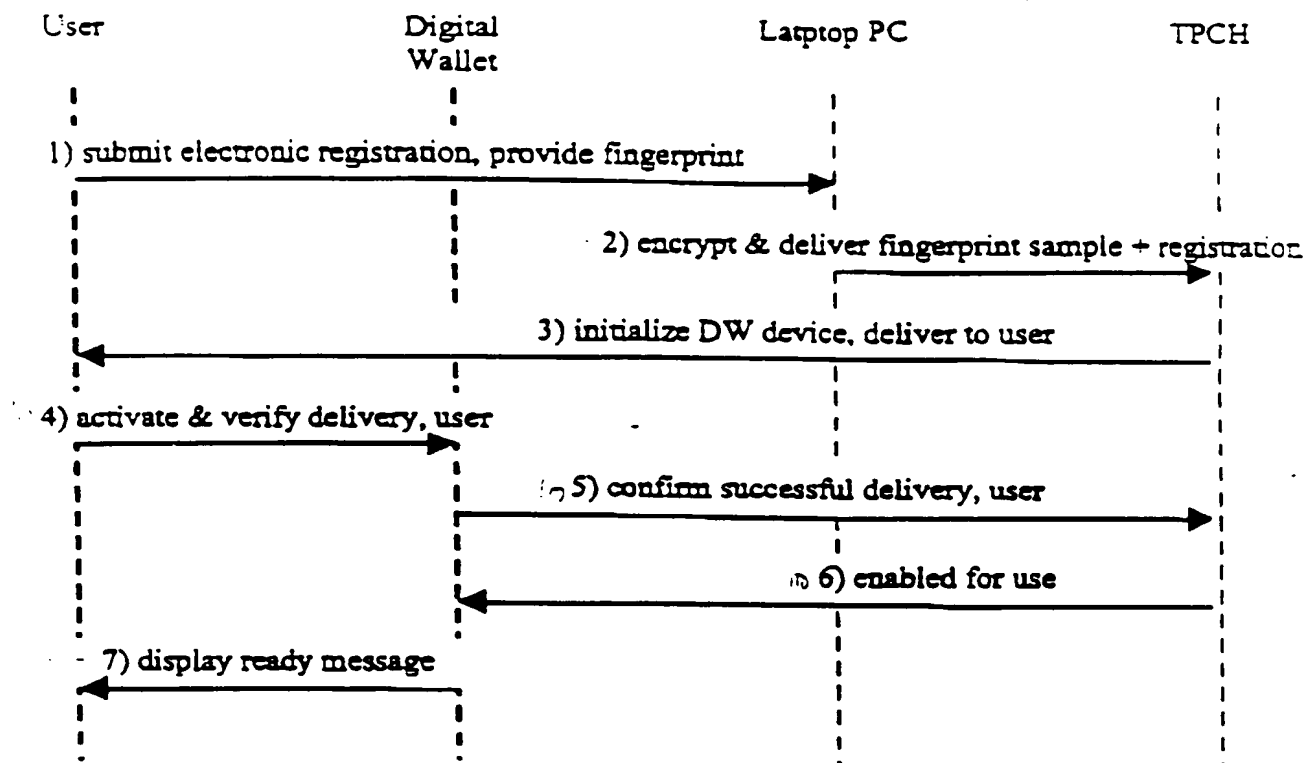 User
Digital
Wallet
Latptop PC
TPCH
1) submit electronic registration, provide fingerprint
2) encrypt & deliver fingerprint sample + registration
3) initialize DW device, deliver to user
4) activate & verify delivery, user
5) confirm successful delivery, user
6) enabled for use
7) display ready message